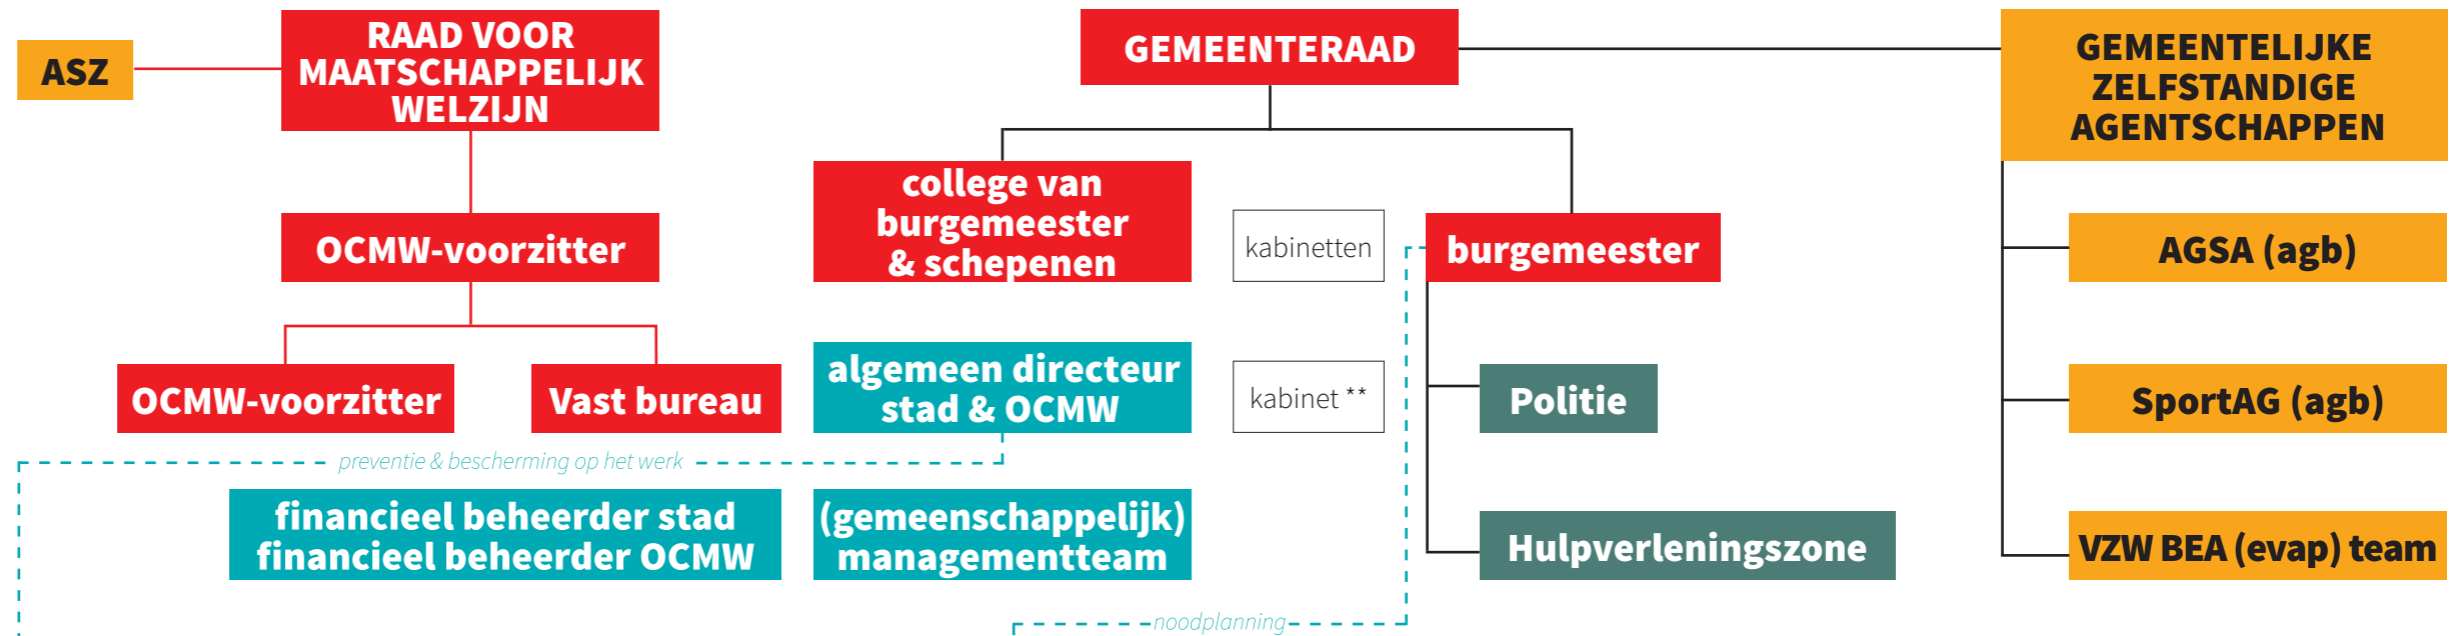 ASZ
RAAD VOOR
MAATSCHAPPELIJK
WELZIJN
GEMEENTERAAD
GEMEENTELIJKE
ZELFSTANDIGE
AGENTSCHAPPEN
college van
burgemeester
& schepenen
OCMW-voorzitter
kabinetten
burgemeester
AGSA (agb)
algemeen directeur
stad & OCMW
OCMW-voorzitter
Vast bureau
kabinet **
Politie
SportAG (agb)
preventie & bescherming op het werk
financieel beheerder stad
financieel beheerder OCMW
(gemeenschappelijk)
managementteam
Hulpverleningszone
VZW BEA (evap) team
noodplanning